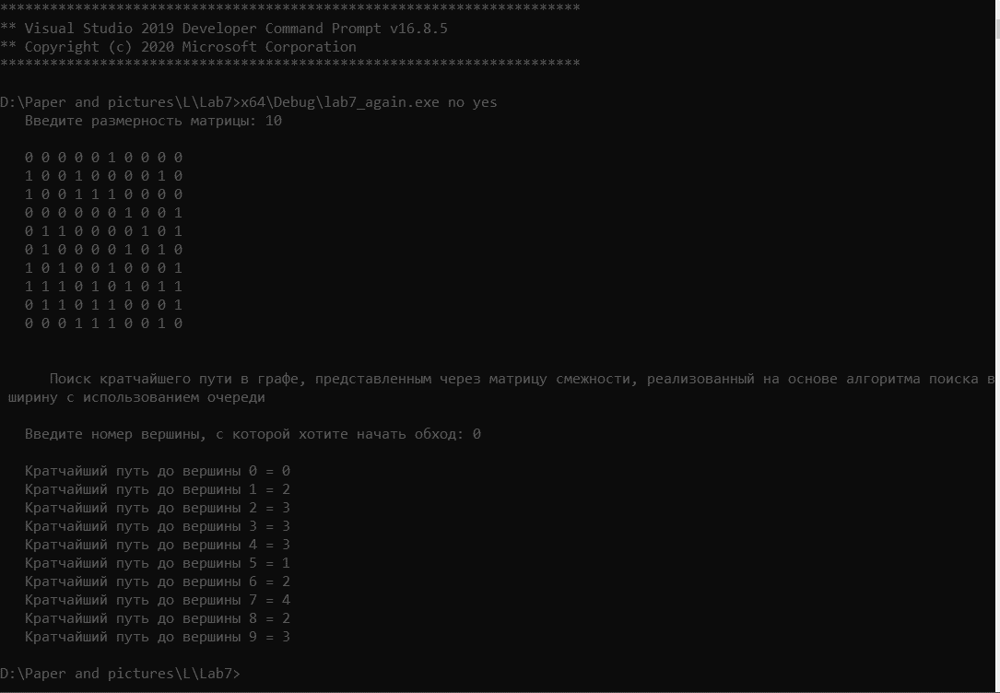 **********************************************************************
** Visual Studio 2019 Developer Command Prompt v16.8.5
** Copyright (c) 2020 Microsoft Corporation
**********************************************************************
D:\Paper and pictures\L\Lab7>x64\Debug\lab7_again.exe no yes
Введите размерность матрицы: 10
0 0 0 0 0 1 0 0 0 0
1 0 0 1 0 0 0 0 1 0
1 0 0 1 1 1 0 0 0 0
0 0 0 0 0 0 1 0 0 1
0 1 1 0 0 0 0 1 0 1
0 1 0 0 0 0 1 0 1 0
1 0 1 0 0 1 0 0 0 1
1 1 1 0 1 0 1 0 1 1
0 1 1 0 1 1 0 0 0 1
0 0 0 1 1 1 0 0 1 0
Поиск кратчайшего пути в графе, представленным через матрицу смежности, реализованный на основе алгоритма поиска в
ширину с использованием очереди
Введите номер вершины, с которой хотите начать обход: 0
Кратчайший путь до вершины 0 = 0
Кратчайший путь до вершины 1 = 2
Кратчайший путь до вершины 2 = 3
Кратчайший путь до вершины 3 = 3
Кратчайший путь до вершины 4 = 3
Кратчайший путь до вершины 5 = 1
Кратчайший путь до вершины 6 = 2
Кратчайший путь до вершины 7 = 4
Кратчайший путь до вершины 8 = 2
Кратчайший путь до вершины 9 = 3
D:\Paper and pictures\L\Lab7>